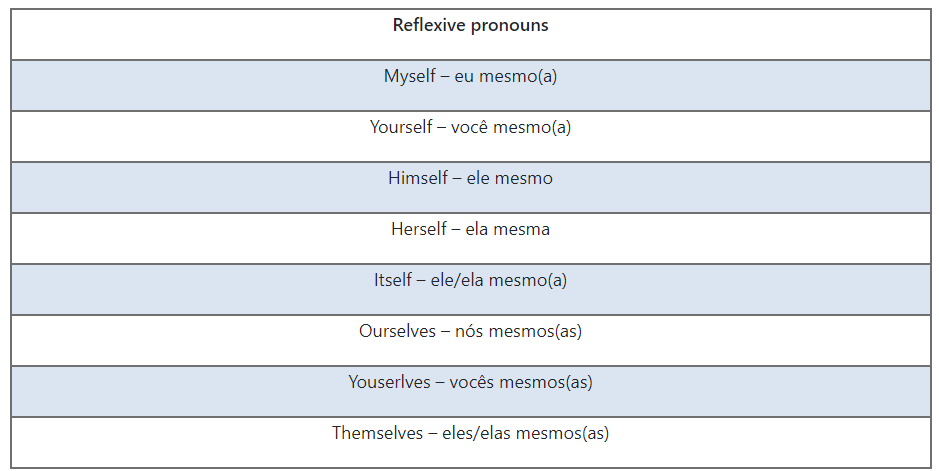 Reflexive pronouns
Myself – eu mesmo(a)
Yourself – você mesmo(a)
Himself – ele mesmo
Herself – ela mesma
Itself – ele/ela mesmo(a)
Ourselves – nós mesmos(as)
Youserlves – vocês mesmos(as)
Themselves – eles/elas mesmos(as)